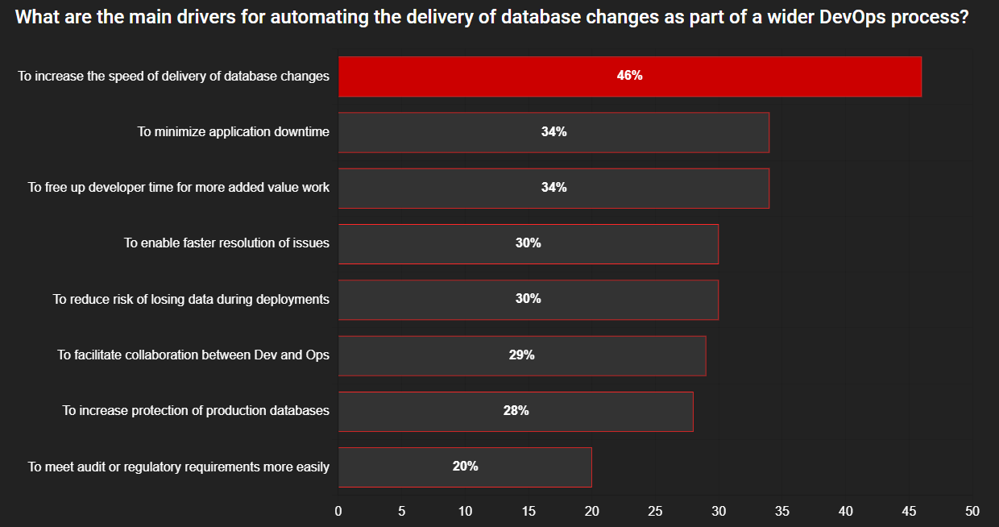 What are the main drivers for automating the delivery of database changes as part of a wider DevOps process?
To increase the speed of delivery of database changes 46%
To minimize application downtime 34%
To free up developer time for more added value work 34%
To enable faster resolution of issues 30%
To reduce risk of losing data during deployments 30%
To facilitate collaboration between Dev and Ops 29%
To increase protection of production databases 28%
To meet audit or regulatory requirements more easily 20%
0 5 10 15 20 25 30 35 40 45 50